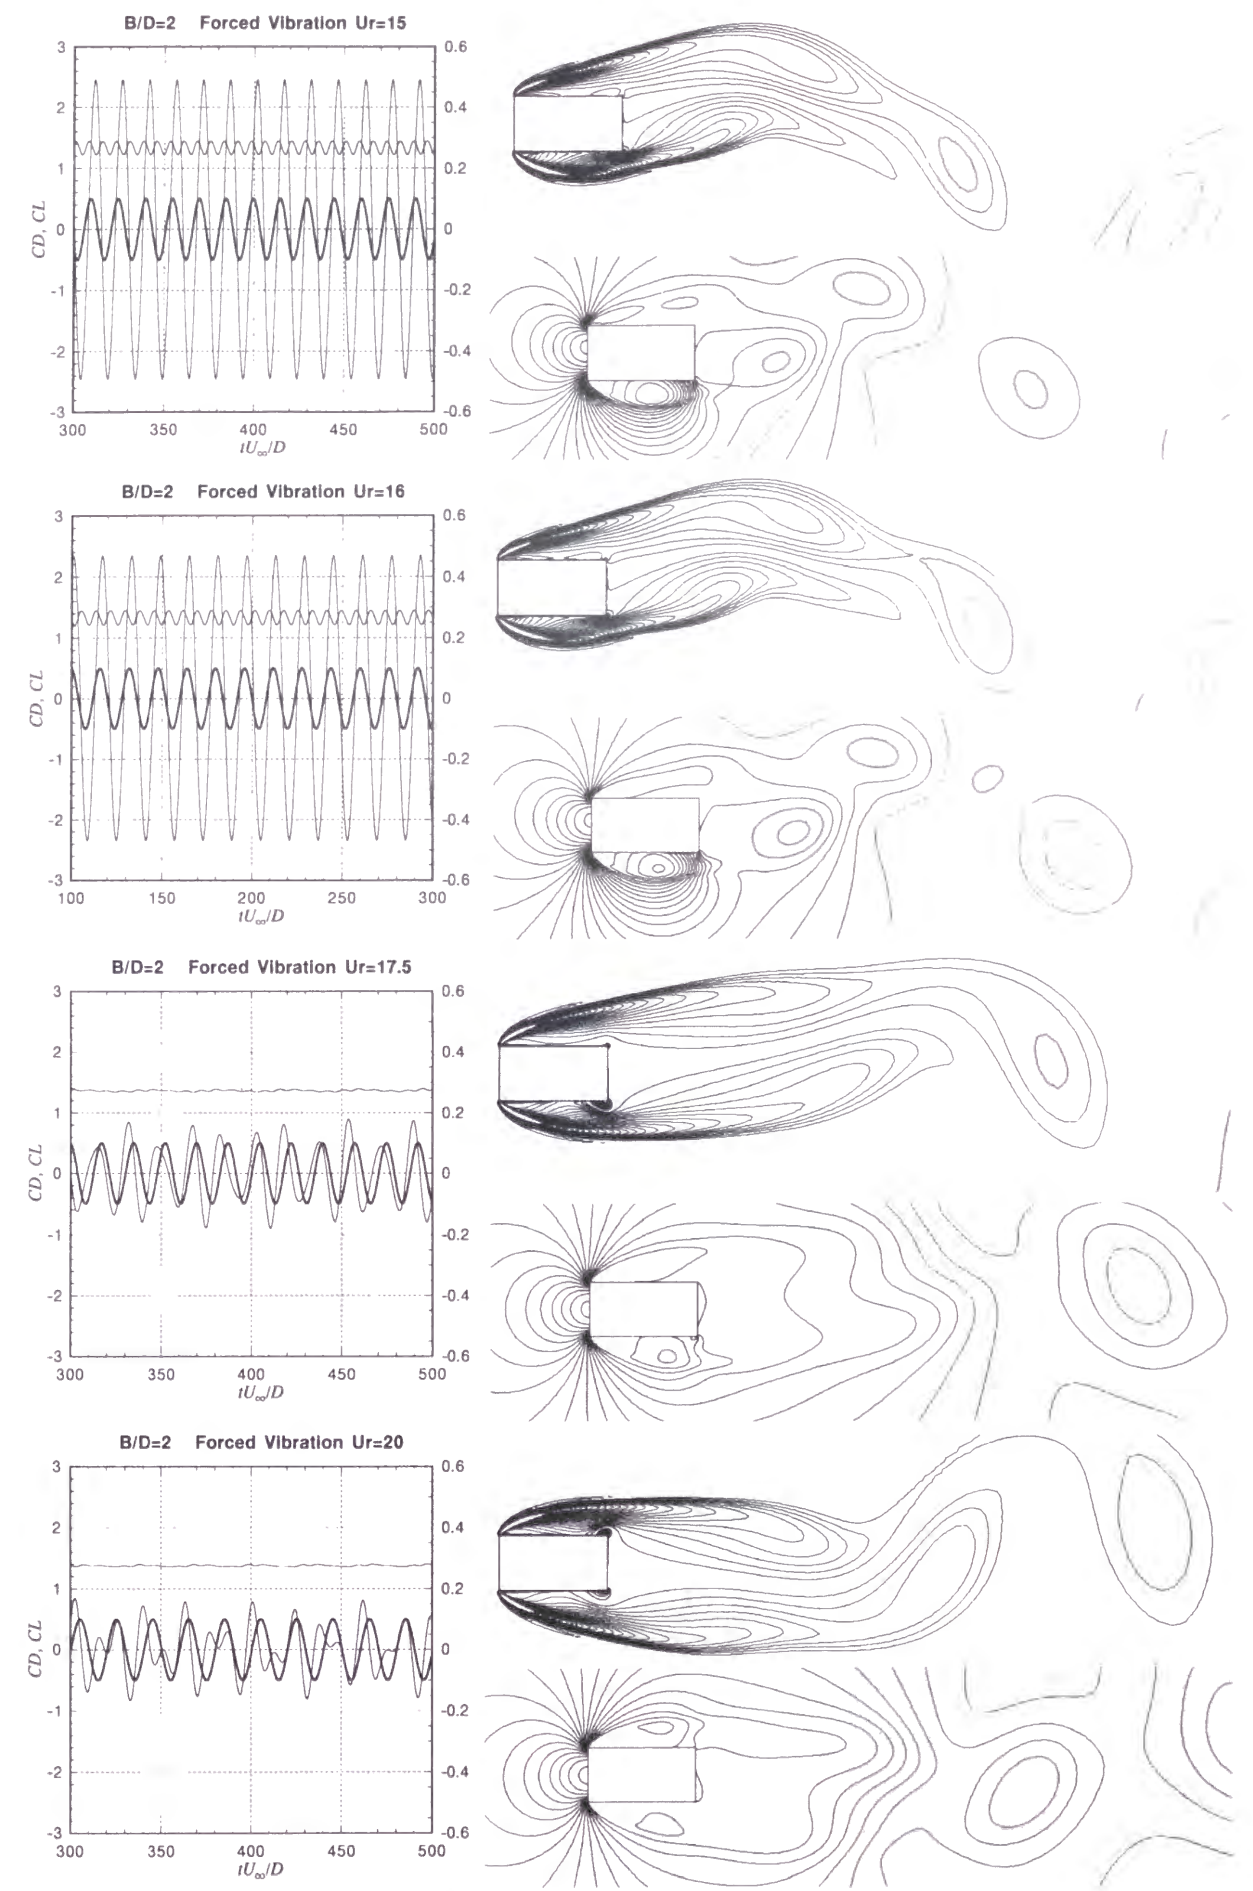 B/D=2 Forced Vibration Ur=15
3 0.6
2 0.4
1 0.2
0 0
-1 -0.2
-2 -0.4
-3 -0.6
CD, CL
300 350 400 450 500
tU∞/D
B/D=2 Forced Vibration Ur=16
3 0.6
2 0.4
1 0.2
0 0
-1 -0.2
-2 -0.4
-3 -0.6
CD, CL
100 150 200 250 300
tU∞/D
B/D=2 Forced Vibration Ur=17.5
3 0.6
2 0.4
1 0.2
0 0
-1 -0.2
-2 -0.4
-3 -0.6
CD, CL
300 350 400 450 500
tU∞/D
B/D=2 Forced Vibration Ur=20
3 0.6
2 0.4
1 0.2
0 0
-1 -0.2
-2 -0.4
-3 -0.6
CD, CL
300 350 400 450 500
tU∞/D